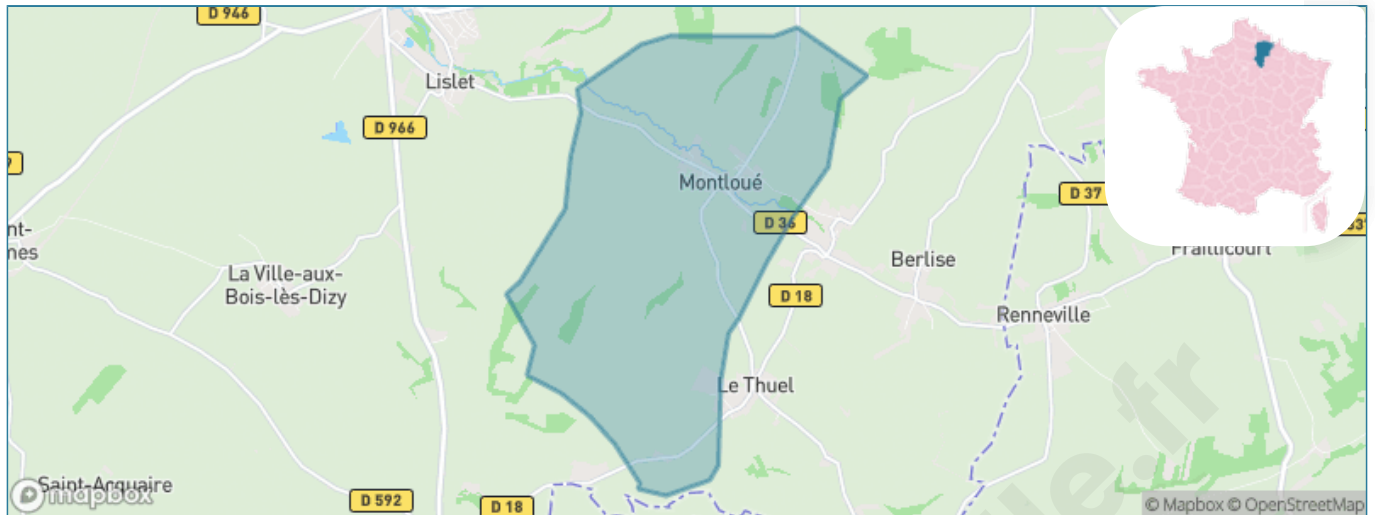 D 946
Lislet
D 966
Montloué
D 37
D 36
nes
La Ville-aux-
Bois-lès-Dizy
Berlise
Fraillicourt
D 18
Renneville
Le Thuel
Saint-Acquaire
mapbox
D 592
D 18
© Mapbox © OpenStreetMap